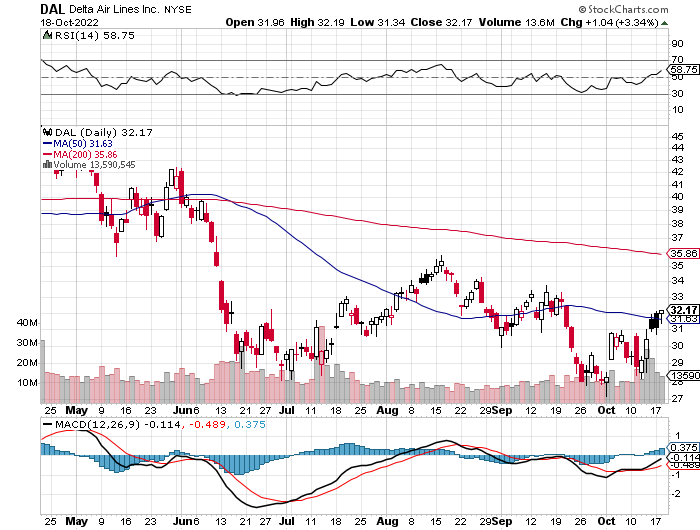 DAL Delta Air Lines Inc. NYSE
© StockCharts.com
18-Oct-2022
Open 31.96 High 32.19 Low 31.34 Close 32.17 Volume 13.6M Chg +1.04 (+3.34%)
RSI(14) 58.75
90
70
58.75
50
30
10
DAL (Daily) 32.17
MA(50) 31.63
MA(200) 35.86
Volume 13,590,545
45
44
43
42
41
40
39
38
37
35.86
35
34
33
32.17
31.63
31
30
29
13590
28
27
40M
30M
20M
10M
25 May 9 16 23 Jun 6 13 21 27 Jul 11 18 25 Aug 8 15 22 29 Sep 12 19 26 Oct 10 17
MACD(12,26,9) -0.114, -0.489, 0.375
1
0.375
-0.114
-0.489
-1
-2
25 May 9 16 23 Jun 6 13 21 27 Jul 11 18 25 Aug 8 15 22 29 Sep 12 19 26 Oct 10 17